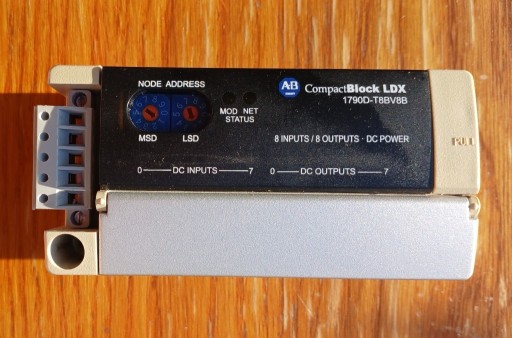 NODE ADDRESS
A·B
CompactBlock LDX
1790D-T8BV8B
MOD NET
STATUS
MSD
LSD
8 INPUTS / 8 OUTPUTS · DC POWER
PULL
0 DC INPUTS 7
0 DC OUTPUTS 7